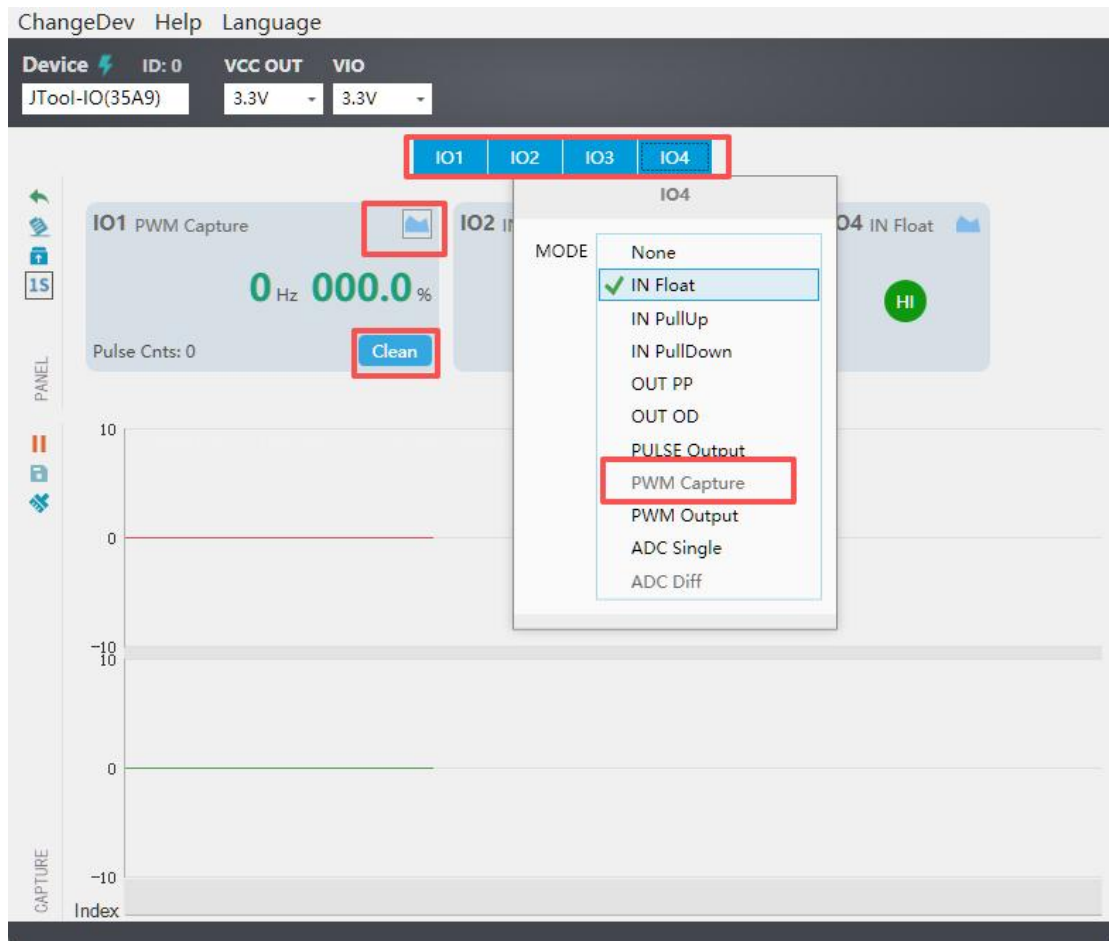 ChangeDev Help Language
Device ID: 0 VCC OUT VIO
JTool-IO(35A9) 3.3V 3.3V
IO1 IO2 IO3 IO4
IO4
IO1 PWM Capture
IO2
O4 IN Float
MODE
None
IN Float
IN PullUp
IN PullDown
OUT PP
OUT OD
PULSE Output
PWM Capture
PWM Output
ADC Single
ADC Diff
1S
0 Hz 000.0 %
HI
Pulse Cnts: 0 Clean
PANEL
10
0
-10
10
0
-10
CAPTURE
Index